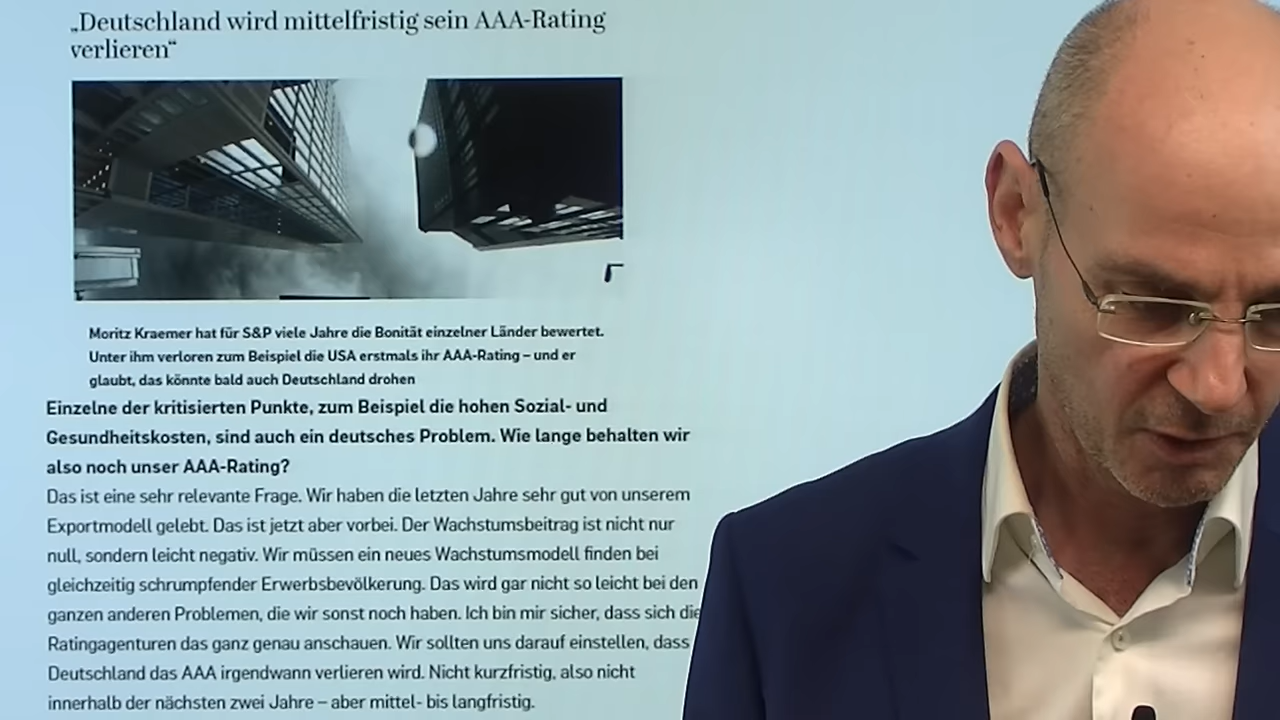 „Deutschland wird mittelfristig sein AAA-Rating
verlieren“
Moritz Kraemer hat für S&P viele Jahre die Bonität einzelner Länder bewertet.
Unter ihm verloren zum Beispiel die USA erstmals ihr AAA-Rating – und er
glaubt, das könnte bald auch Deutschland drohen
Einzelne der kritisierten Punkte, zum Beispiel die hohen Sozial- und
Gesundheitskosten, sind auch ein deutsches Problem. Wie lange behalten wir
also noch unser AAA-Rating?
Das ist eine sehr relevante Frage. Wir haben die letzten Jahre sehr gut von unserem
Exportmodell gelebt. Das ist jetzt aber vorbei. Der Wachstumsbeitrag ist nicht nur
null, sondern leicht negativ. Wir müssen ein neues Wachstumsmodell finden bei
gleichzeitig schrumpfender Erwerbsbevölkerung. Das wird gar nicht so leicht bei den
ganzen anderen Problemen, die wir sonst noch haben. Ich bin mir sicher, dass sich die
Ratingagenturen das ganz genau anschauen. Wir sollten uns darauf einstellen, dass
Deutschland das AAA irgendwann verlieren wird. Nicht kurzfristig, also nicht
innerhalb der nächsten zwei Jahre – aber mittel- bis langfristig.